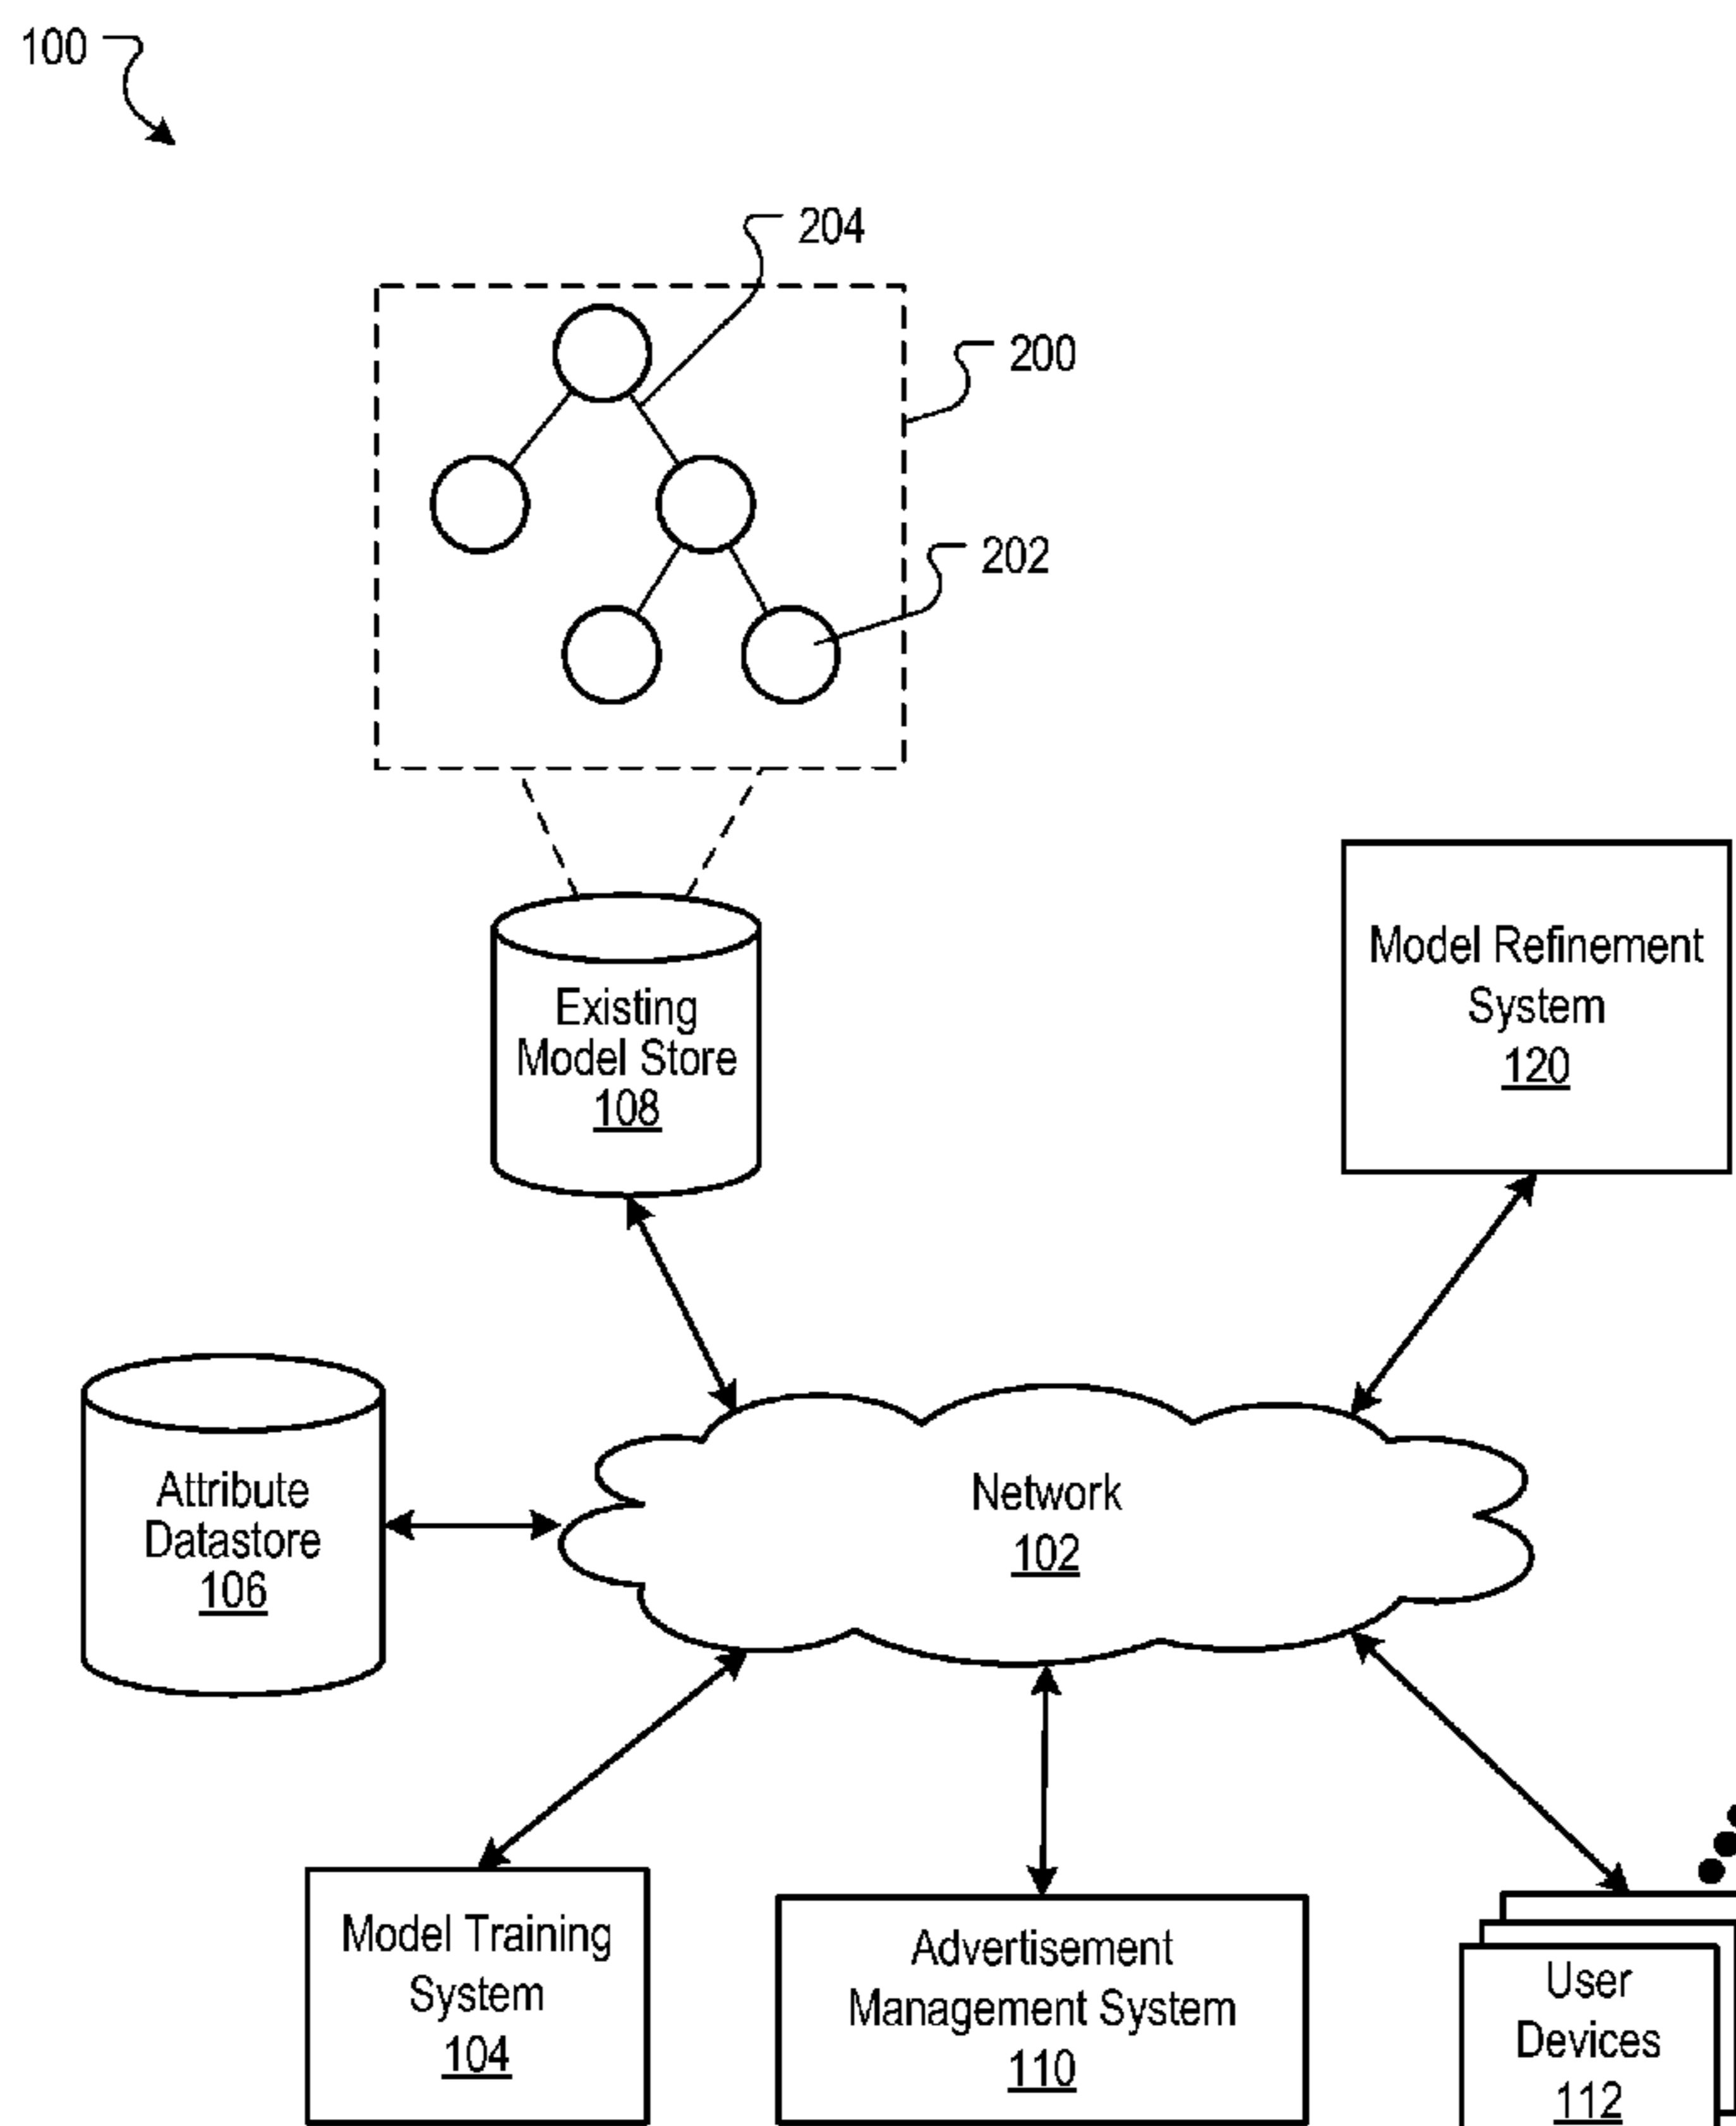 100
204
200
202
Existing
Model Store
108
Model Refinement
System
120
Attribute
Datastore
106
Network
102
Model Training
System
104
Advertisement
Management System
110
User
Devices
112